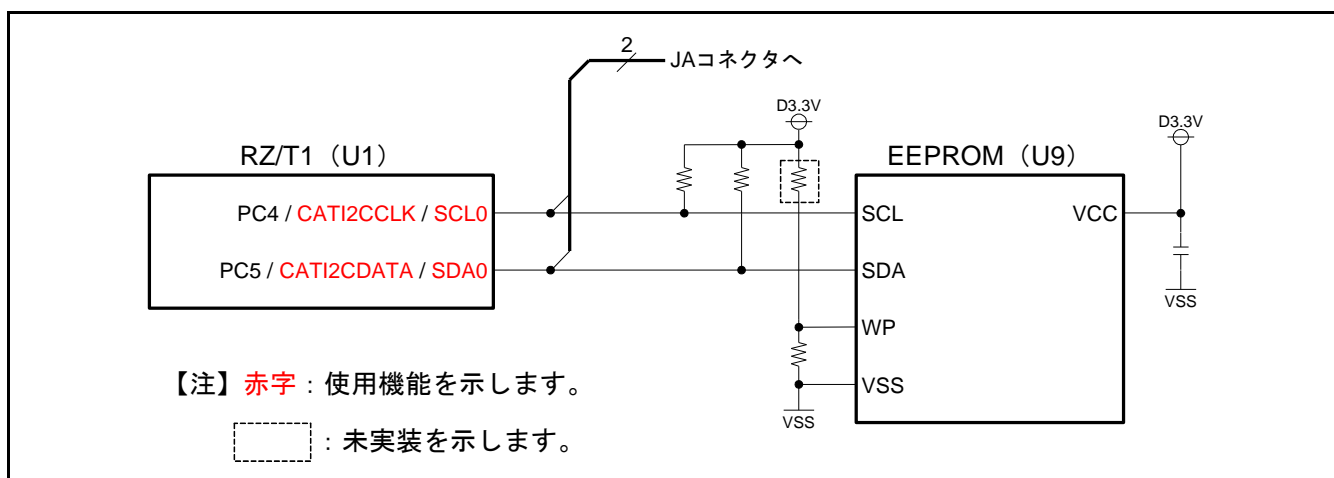 2
JAコネクタへ
D3.3V
D3.3V
RZ/T1（U1）
EEPROM（U9）
PC4 / CATI2CCLK / SCL0
SCL
VCC
PC5 / CATI2CDATA / SDA0
SDA
VSS
WP
VSS
VSS
【注】赤字：使用機能を示します。
：未実装を示します。